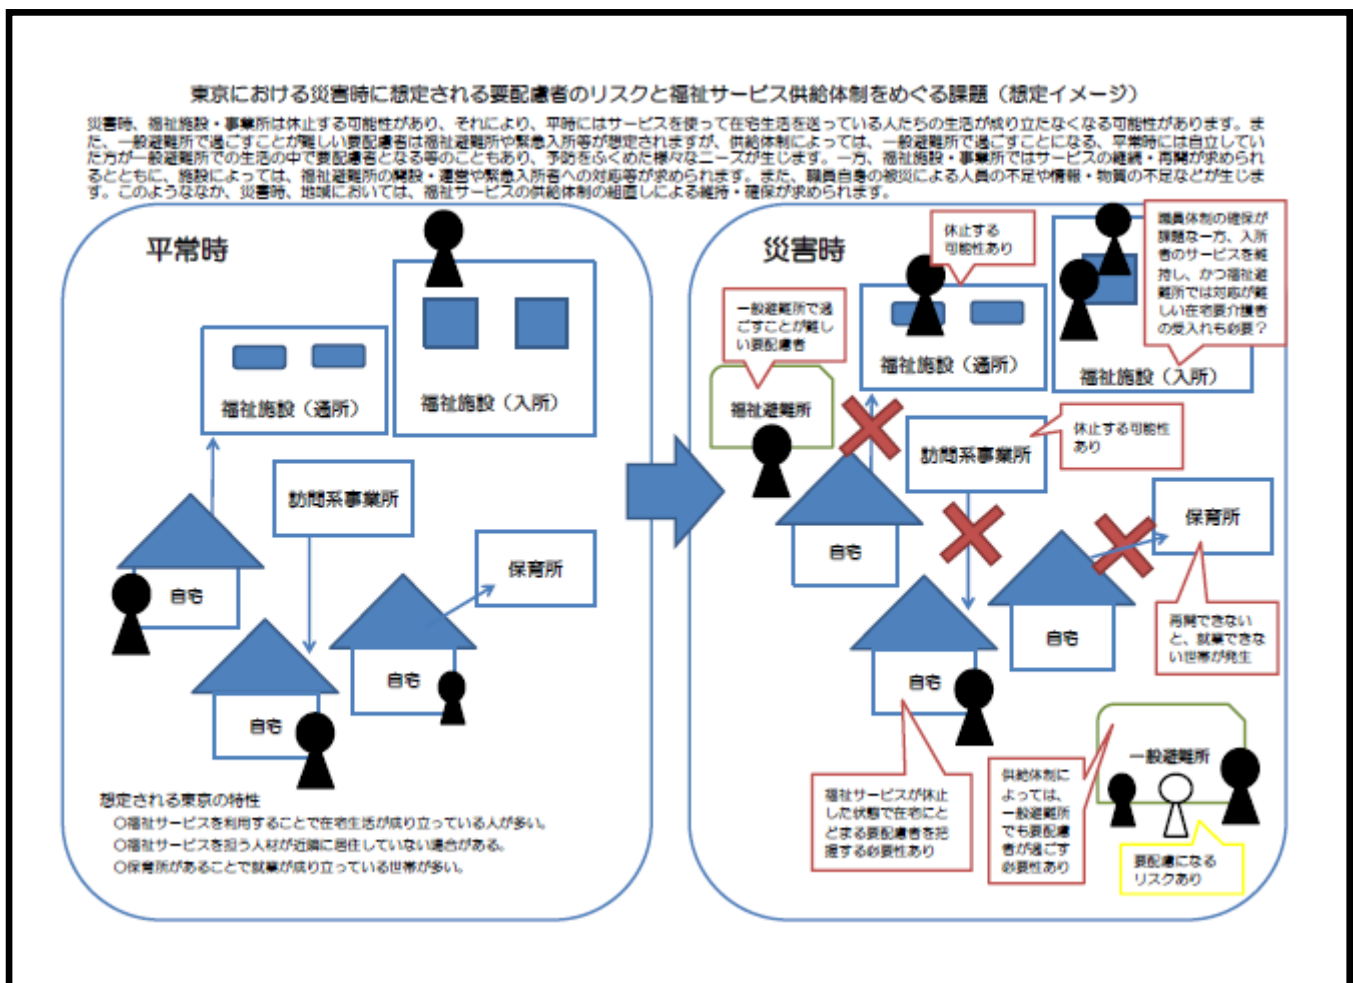 東京における災害時に想定される要配慮者のリスクと福祉サービス供給体制をめぐる課題（想定イメージ）
災害時、福祉施設・事業所は休止する可能性があり、それにより、平時にはサービスを使って在宅生活を送っている人たちの生活が成り立たなくなる可能性があります。ま
た、一般避難所で過ごすことが難しい要配慮者は福祉避難所や緊急入所等が想定されますが、供給体制によっては、一般避難所で過ごすことになる、平常時には自立してい
た方が一般避難所での生活の中で要配慮者となる等のこともあり、予防をふくめた様々なニーズが生じます。一方、福祉施設・事業所ではサービスの継続・再開が求められ
るとともに、施設によっては、福祉避難所の開設・運営や緊急入所者への対応等が求められます。また、職員自身の被災による人員の不足や情報・物資の不足などが生じま
す。このようななか、災害時、地域においては、福祉サービスの供給体制の組直しによる維持・確保が求められます。
平常時
福祉施設（通所）
福祉施設（入所）
訪問系事業所
保育所
自宅
自宅
自宅
想定される東京の特性
○福祉サービスを利用することで在宅生活が成り立っている人が多い。
○福祉サービスを担う人材が近隣に居住していない場合がある。
○保育所があることで就業が成り立っている世帯が多い。
災害時
休止する
可能性あり
職員体制の確保が
課題な一方、入所
者のサービスを維
持し、かつ福祉避
難所では対応が難
しい在宅要介護者
の受入れも必要？
一般避難所で過
ごすことが難し
い要配慮者
福祉施設（通所）
福祉施設（入所）
福祉避難所
訪問系事業所
休止する可能性
あり
保育所
自宅
自宅
自宅
再開できない
と、就業できな
い世帯が発生
福祉サービスが休止
した状態で在宅にと
どまる要配慮者を把
握する必要性あり
供給体制に
よっては、
一般避難所
でも要配慮
者が過ごす
必要性あり
一般避難所
要配慮になる
リスクあり